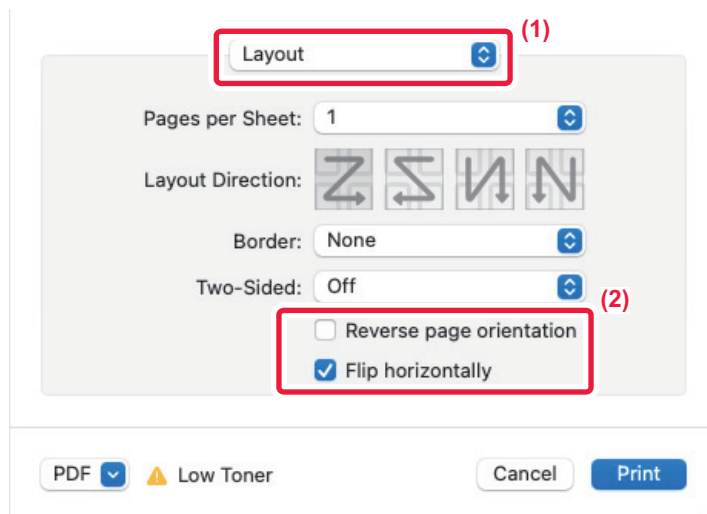 (1)
Layout
Pages per Sheet: 1
Layout Direction:
Border: None
Two-Sided: Off
(2)
Reverse page orientation
Flip horizontally
PDF Low Toner Cancel Print